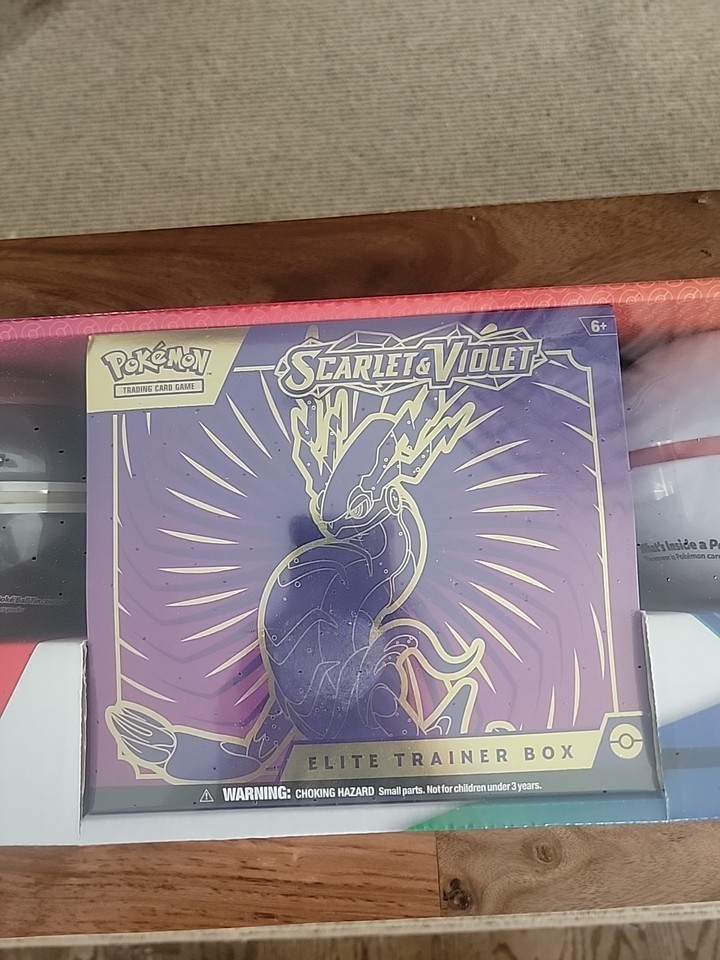 6+
POKéMON
TRADING CARD GAME
SCARLET & VIOLET
What's Inside a
ELITE TRAINER BOX
⚠ WARNING: CHOKING HAZARD Small parts. Not for children under 3 years.